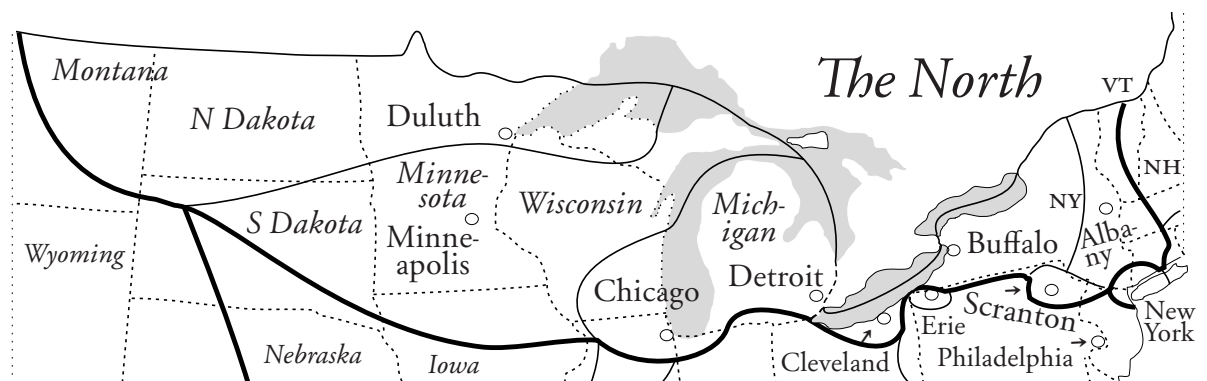 The North
Montana
N Dakota
Duluth
VT
Minne-
sota
Wisconsin
Mich-
igan
NH
NY
S Dakota
Minne-
apolis
Wyoming
Buffalo
Alba-
ny
Detroit
Chicago
Scranton
Erie
New
York
Cleveland
Philadelphia
Nebraska
Iowa